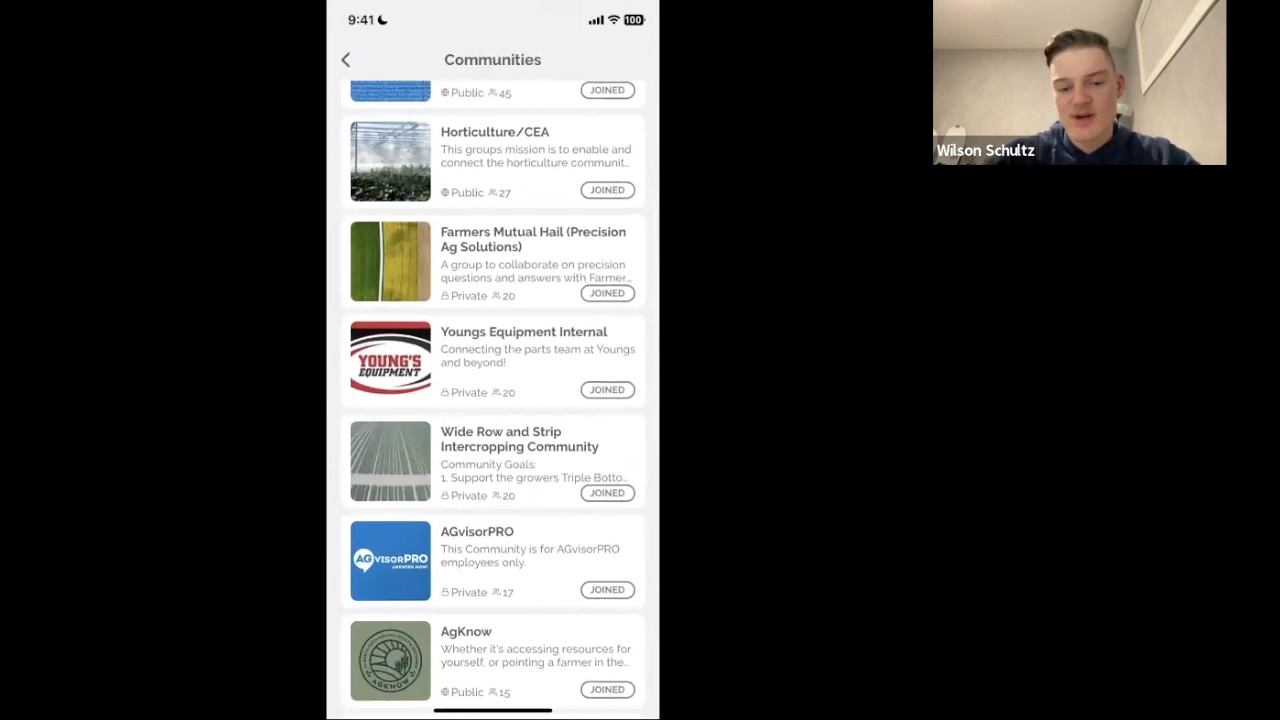 9:41
100
Communities
Public 45
JOINED
Horticulture/CEA
This groups mission is to enable and
connect the horticulture communit...
Public 27
JOINED
Farmers Mutual Hail (Precision
Ag Solutions)
A group to collaborate on precision
questions and answers with Farmer...
Private 20
JOINED
YOUNG'S
EQUIPMENT
Youngs Equipment Internal
Connecting the parts team at Youngs
and beyond!
Private 20
JOINED
Wide Row and Strip
Intercropping Community
Community Goals:
1. Support the growers Triple Botto...
Private 20
JOINED
AGVISORPRO
ANSWERS NOW!
AGvisorPRO
This Community is for AGvisorPRO
employees only.
Private 17
JOINED
AGKNOW
AgKnow
Whether it's accessing resources for
yourself, or pointing a farmer in the...
Public 15
JOINED
Wilson Schultz